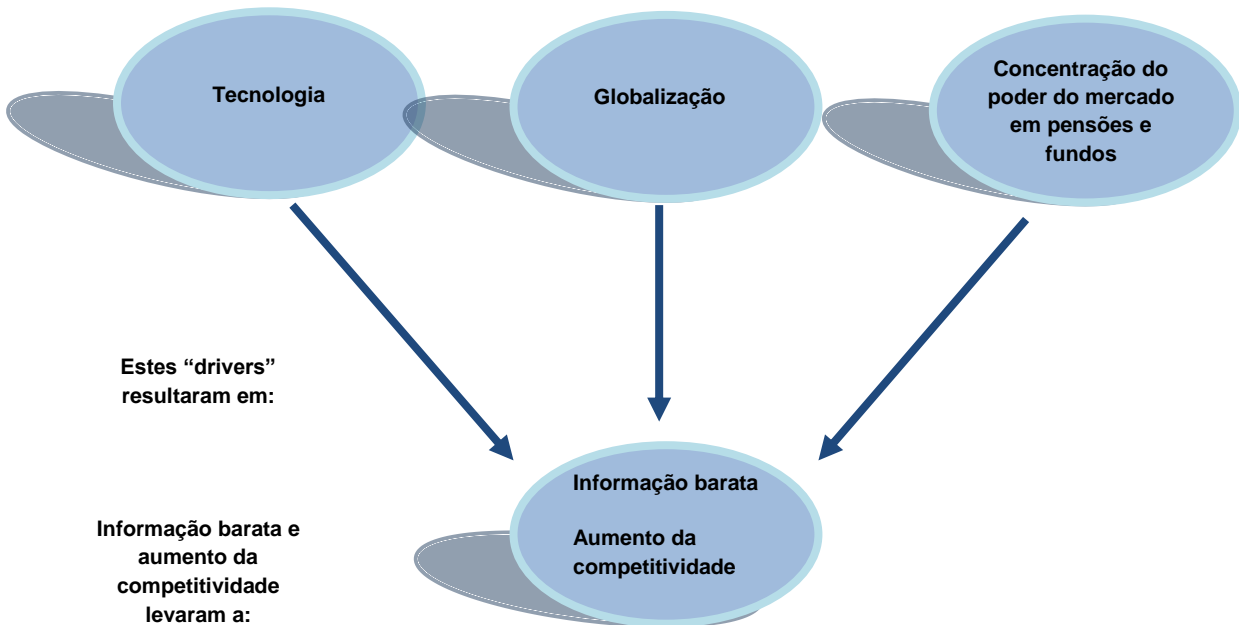 Tecnologia
Globalização
Concentração do
poder do mercado
em pensões e
fundos
Estes “drivers”
resultaram em:
Informação barata
Aumento da
competitividade
Informação barata e
aumento da
competitividade
levaram a: